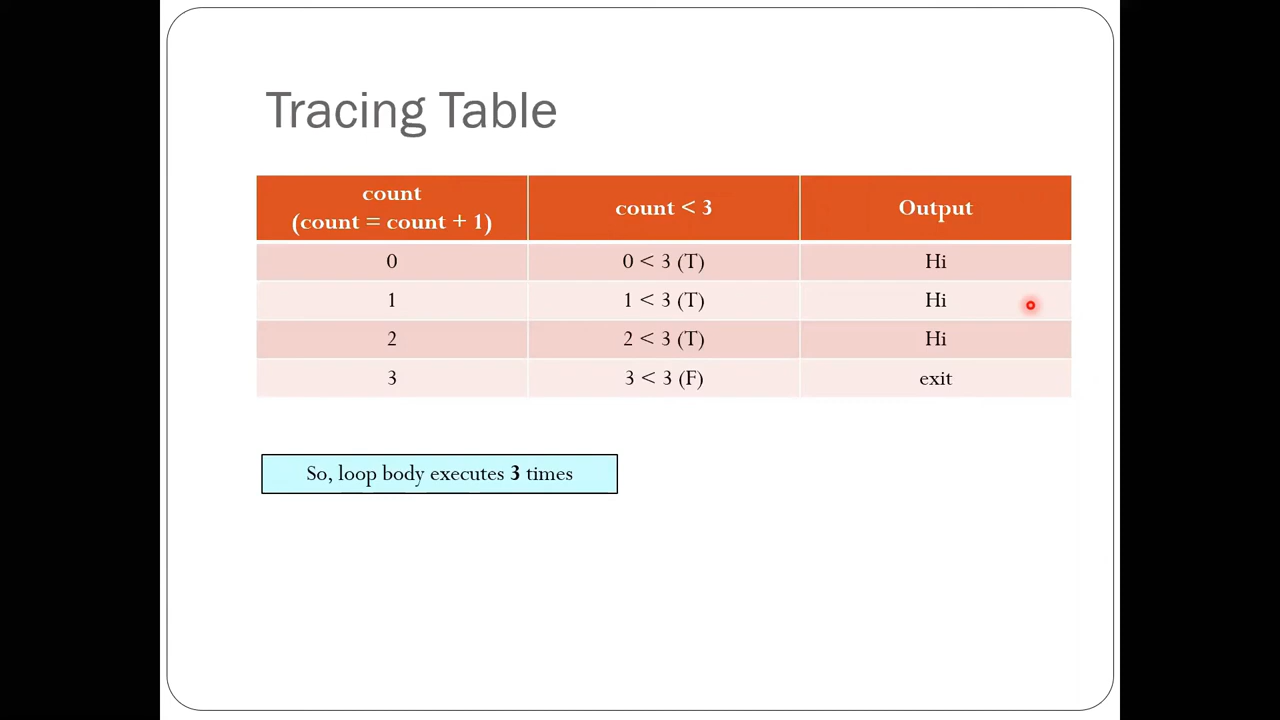 Tracing Table
count
(count = count + 1)
count < 3
Output
0
0 < 3 (T)
Hi
1
1 < 3 (T)
Hi
2
2 < 3 (T)
Hi
3
3 < 3 (F)
exit
So, loop body executes 3 times